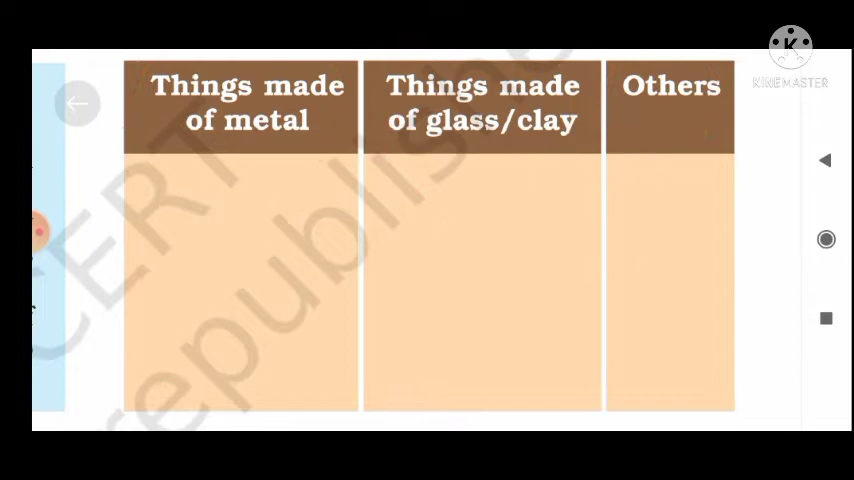 Things made
of metal
Things made
of glass/clay
Others
KINEMASTER